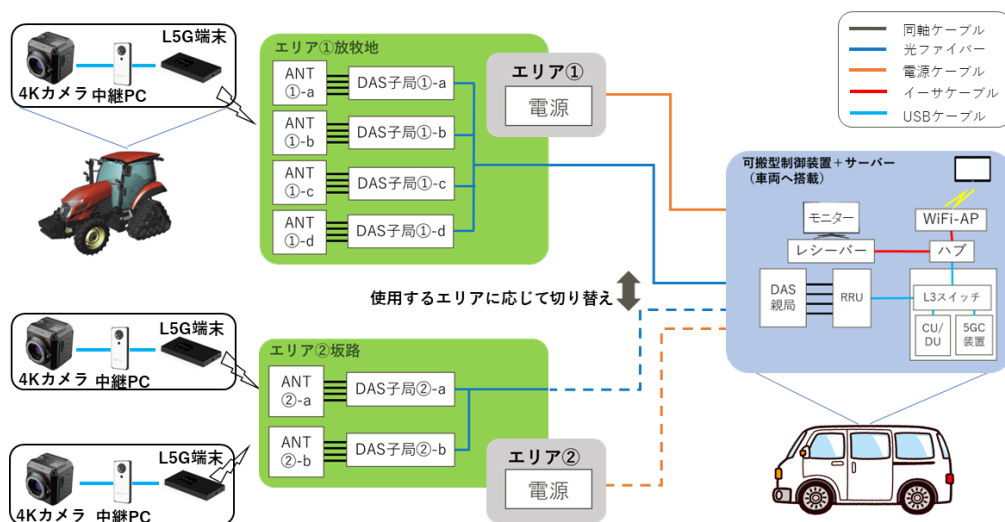 L5G端末
4Kカメラ
中継PC
エリア①放牧地
ANT
①-a
DAS子局①-a
ANT
①-b
DAS子局①-b
ANT
①-c
DAS子局①-c
ANT
①-d
DAS子局①-d
エリア①
電源
同軸ケーブル
光ファイバー
電源ケーブル
イーサケーブル
USBケーブル
可搬型制御装置+サーバー
(車両へ搭載)
モニター
WiFi-AP
レシーバー
ハブ
DAS
親局
RRU
L3スイッチ
CU/
DU
5GC
装置
使用するエリアに応じて切り替え
L5G端末
4Kカメラ
中継PC
エリア②坂路
ANT
②-a
DAS子局②-a
ANT
②-b
DAS子局②-b
エリア②
電源
L5G端末
4Kカメラ
中継PC